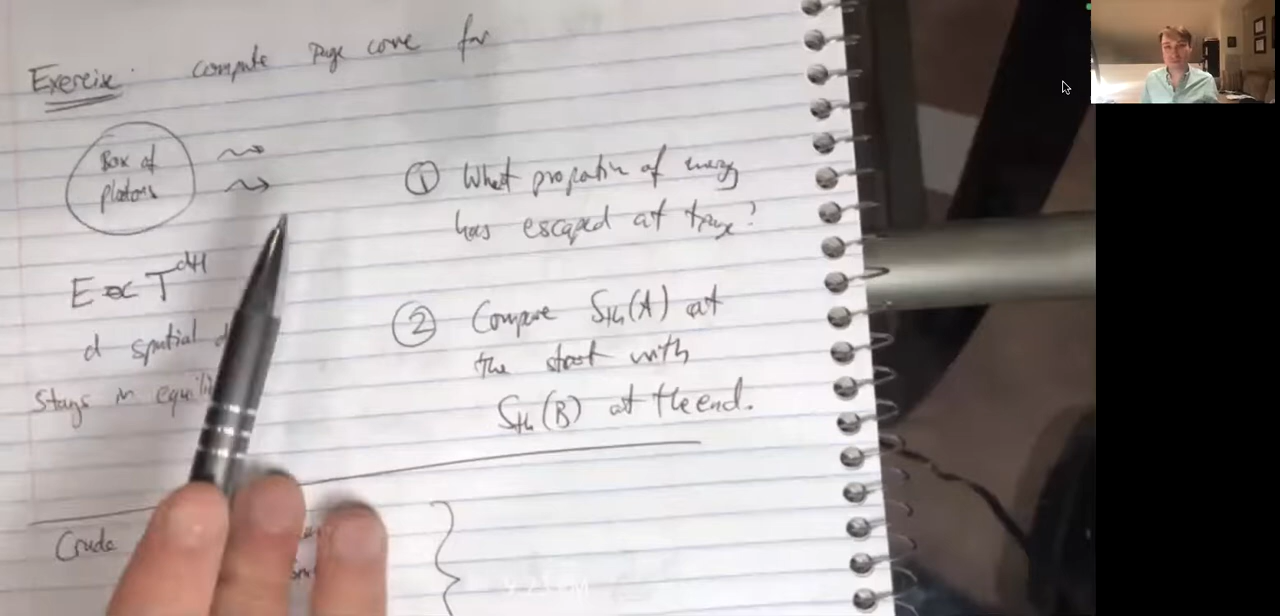 Exercise: compute Page curve for
Box of
photons
E ∝ T^{d+1}
d spatial
Stays in
① What proportion of energy
has escaped at t_page?
② Compare S_th(A) at
the start with
S_th(B) at the end.
Crude